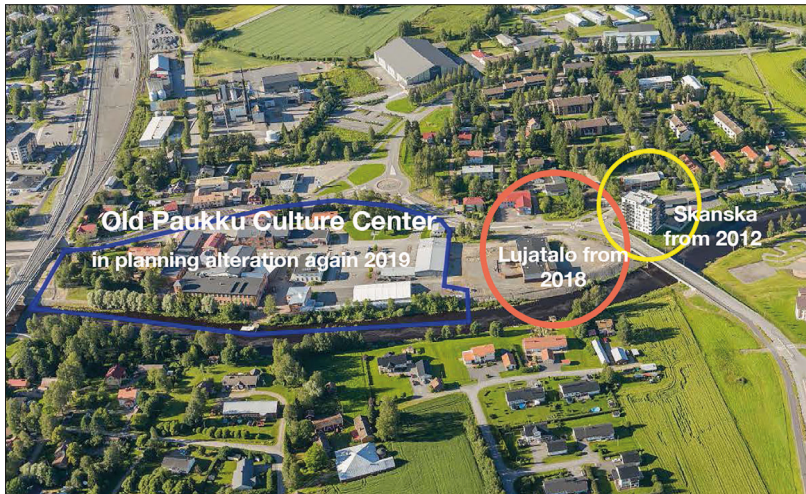 Old Paukku Culture Center
in planning alteration again 2019
Lujatalo from
2018
Skanska
from 2012